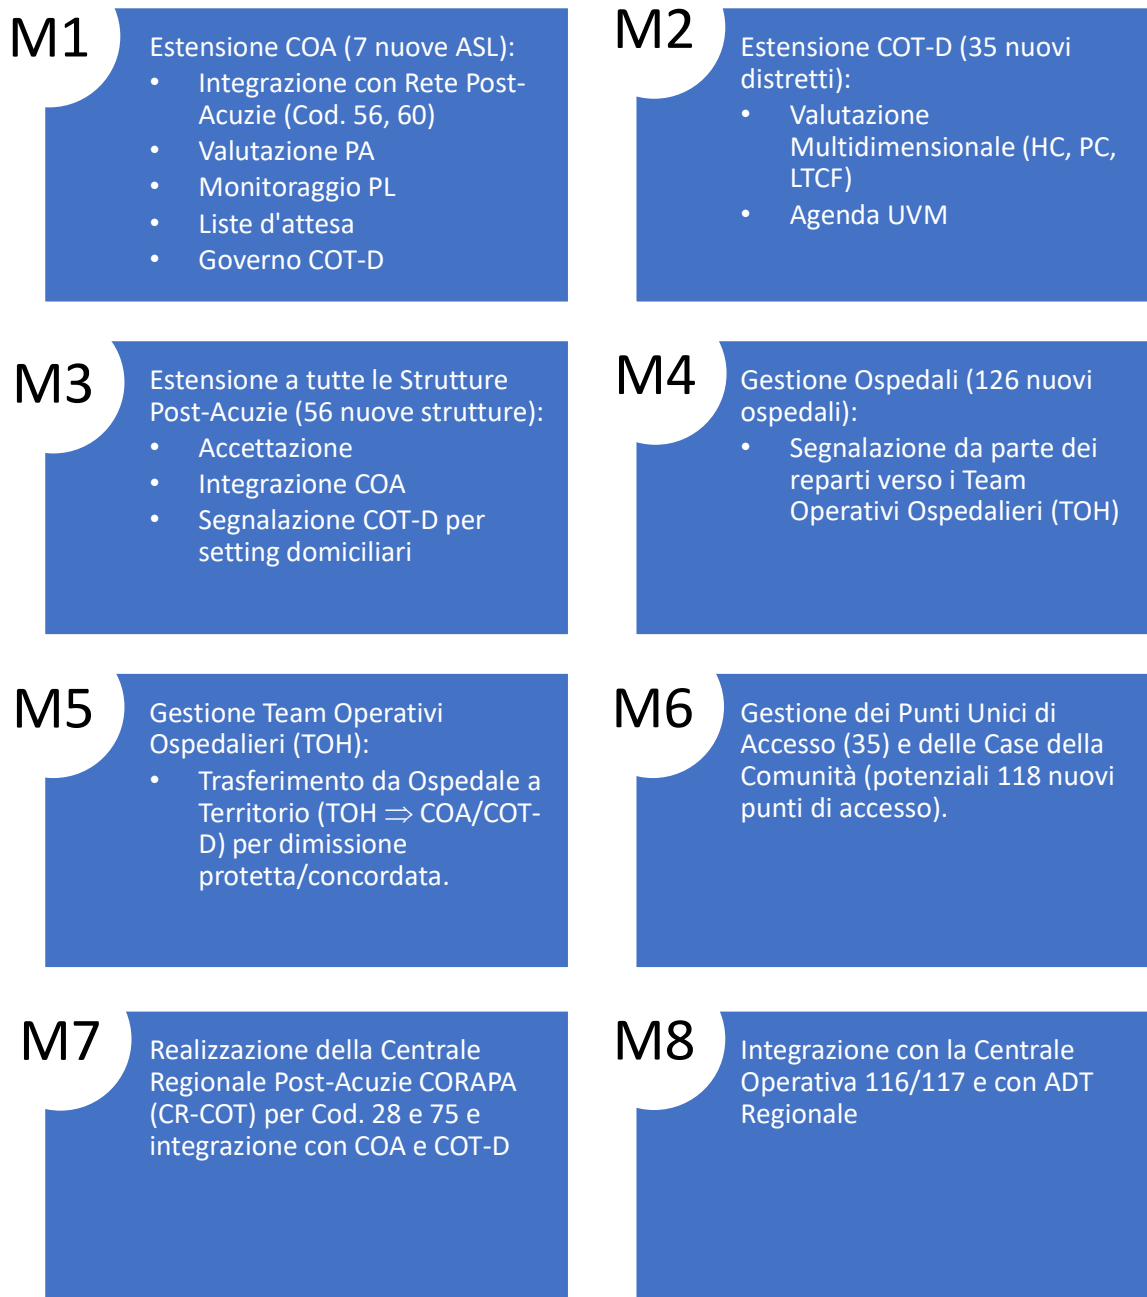 M1
Estensione COA (7 nuove ASL):
• Integrazione con Rete Post-
Acuzie (Cod. 56, 60)
• Valutazione PA
• Monitoraggio PL
• Liste d'attesa
• Governo COT-D
M2
Estensione COT-D (35 nuovi
distretti):
• Valutazione
Multidimensionale (HC, PC,
LTCF)
• Agenda UVM
M3
Estensione a tutte le Strutture
Post-Acuzie (56 nuove strutture):
• Accettazione
• Integrazione COA
• Segnalazione COT-D per
setting domiciliari
M4
Gestione Ospedali (126 nuovi
ospedali):
• Segnalazione da parte dei
reparti verso i Team
Operativi Ospedalieri (TOH)
M5
Gestione Team Operativi
Ospedalieri (TOH):
• Trasferimento da Ospedale a
Territorio (TOH ⇒ COA/COT-
D) per dimissione
protetta/concordata.
M6
Gestione dei Punti Unici di
Accesso (35) e delle Case della
Comunità (potenziali 118 nuovi
punti di accesso).
M7
Realizzazione della Centrale
Regionale Post-Acuzie CORAPA
(CR-COT) per Cod. 28 e 75 e
integrazione con COA e COT-D
M8
Integrazione con la Centrale
Operativa 116/117 e con ADT
Regionale